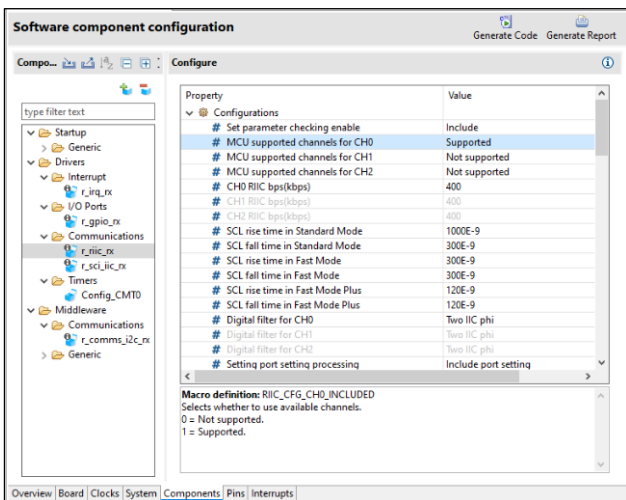 Software component configuration
Generate Code Generate Report
Compo... Configure
type filter text
Property Value
Startup
Generic
Drivers
Interrupt
r_irq_rx
I/O Ports
r_gpio_rx
Communications
r_riic_rx
r_sci_iic_rx
Timers
Config_CMT0
Middleware
Communications
r_comms_i2c_rx
Generic
Configurations
# Set parameter checking enable Include
# MCU supported channels for CH0 Supported
# MCU supported channels for CH1 Not supported
# MCU supported channels for CH2 Not supported
# CH0 RIIC bps(kbps) 400
# CH1 RIIC bps(kbps) 400
# CH2 RIIC bps(kbps) 400
# SCL rise time in Standard Mode 1000E-9
# SCL fall time in Standard Mode 300E-9
# SCL rise time in Fast Mode 300E-9
# SCL fall time in Fast Mode 300E-9
# SCL rise time in Fast Mode Plus 120E-9
# SCL fall time in Fast Mode Plus 120E-9
# Digital filter for CH0 Two IIC phi
# Digital filter for CH1 Two IIC phi
# Digital filter for CH2 Two IIC phi
# Setting port setting processing Include port setting
Macro definition: RIIC_CFG_CH0_INCLUDED
Selects whether to use available channels.
0 = Not supported.
1 = Supported.
Overview Board Clocks System Components Pins Interrupts